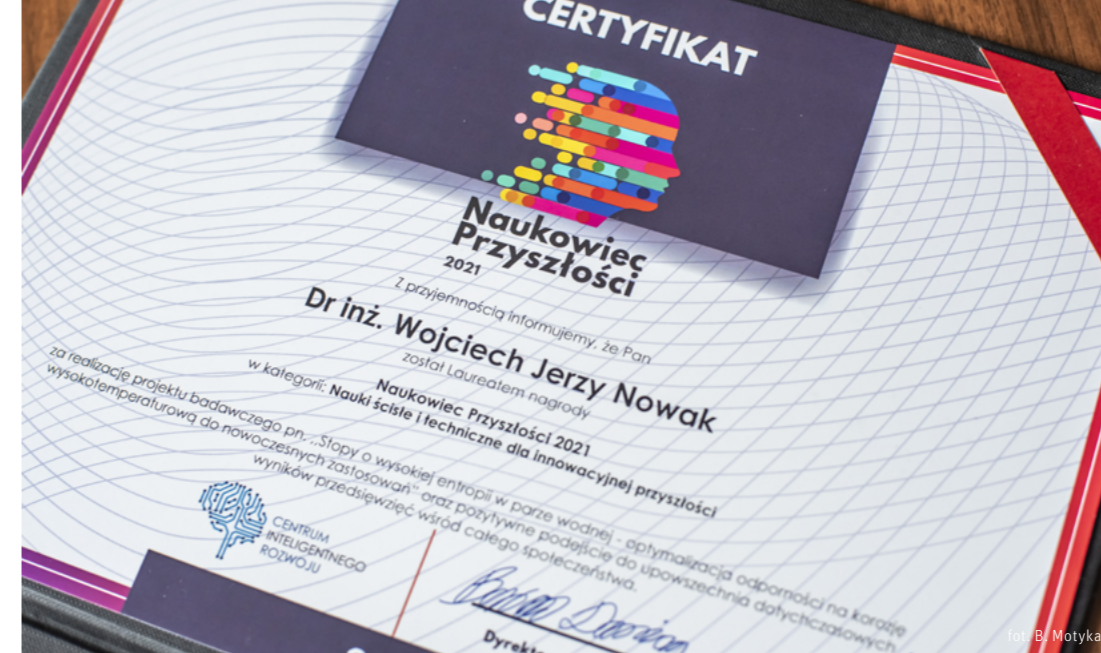 CERTYFIKAT
Naukowiec
Przyszłości
2021
Z przyjemnością informujemy, że Pan
Dr inż. Wojciech Jerzy Nowak
został Laureatem nagrody
Naukowiec Przyszłości 2021
w kategorii: Nauki ścisłe i techniczne dla innowacyjnej przyszłości
za realizację projektu badawczego pn. „Stopy o wysokiej entropii w parze wodnej - optymalizacja odporności na korozję
wysokotemperaturową do nowoczesnych zastosowań" oraz pozytywne podejście do upowszechnia dotychczasowych
wyników przedsięwzięć wśród całego społeczeństwa.
CENTRUM
INTELIGENTNEGO
ROZWOJU
fot. B. Motyka